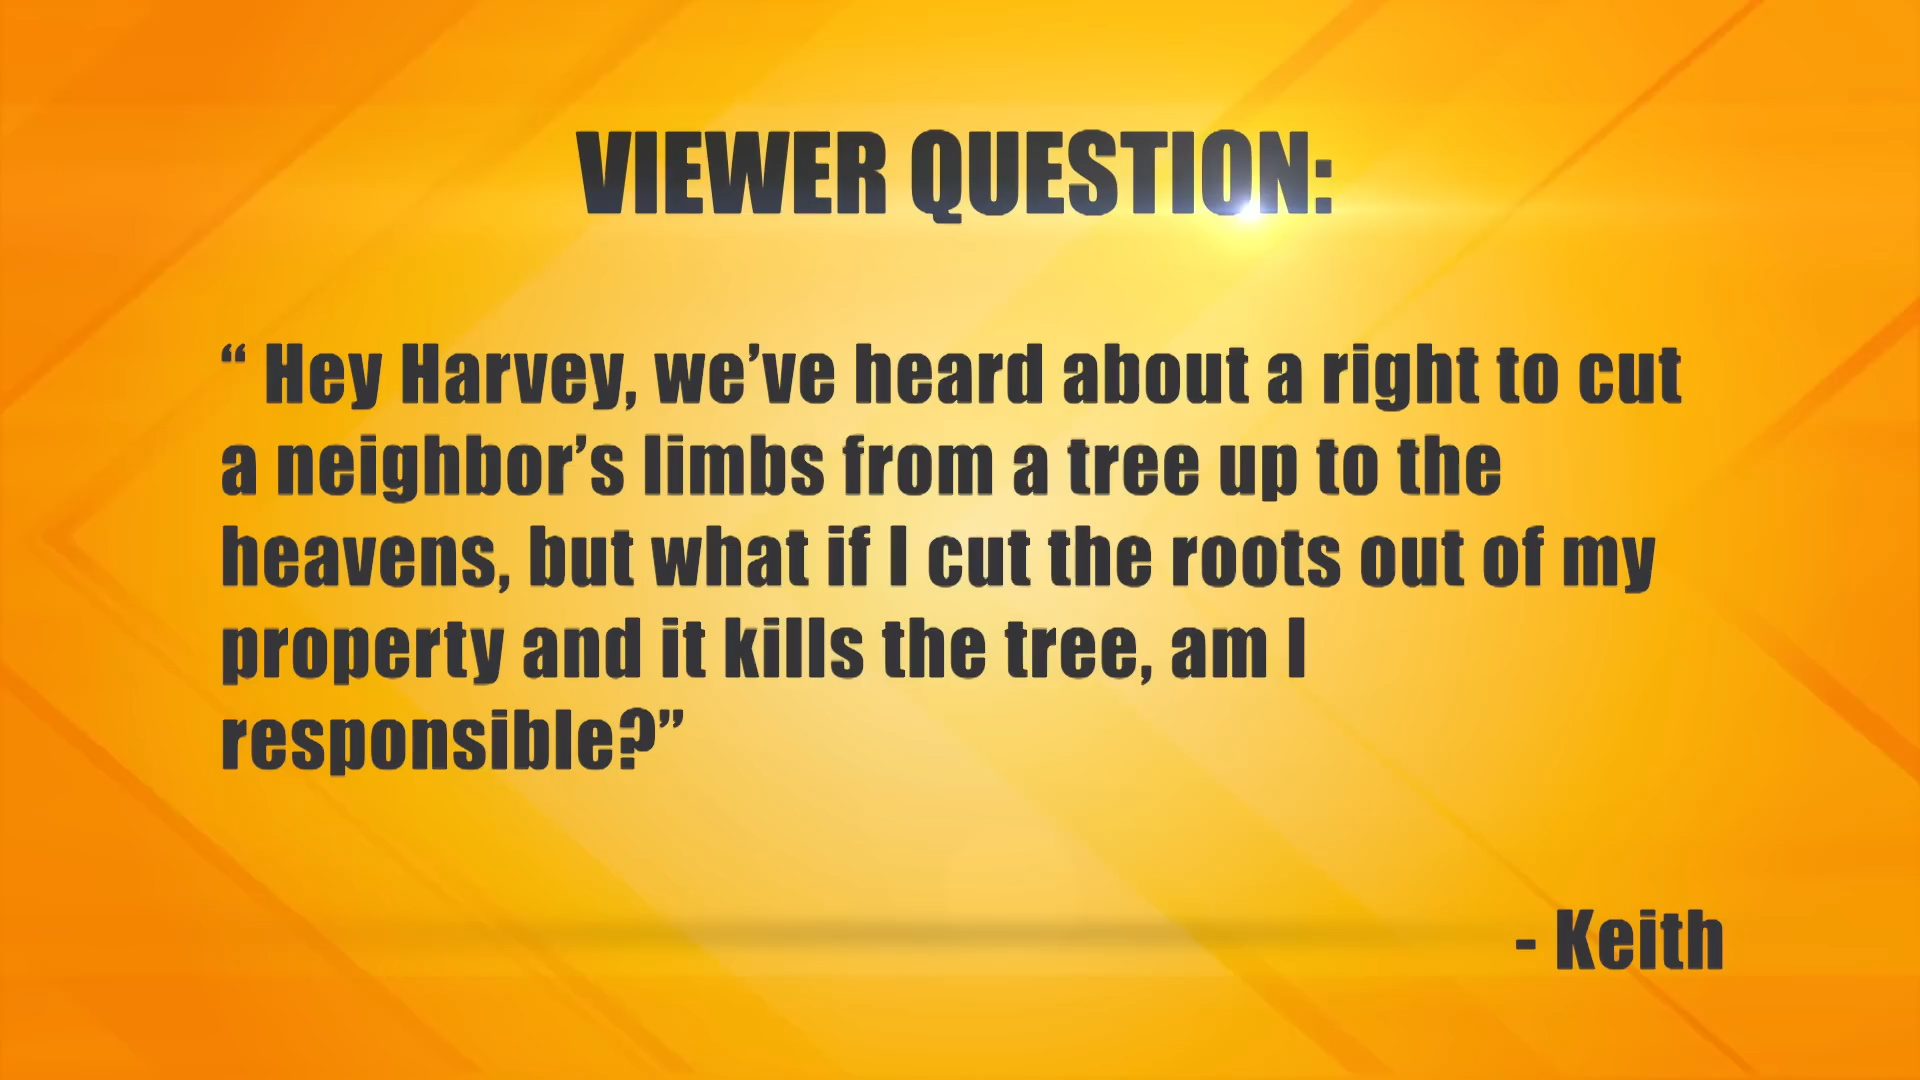 VIEWER QUESTION:
“ Hey Harvey, we’ve heard about a right to cut
a neighbor’s limbs from a tree up to the
heavens, but what if I cut the roots out of my
property and it kills the tree, am I
responsible?”
- Keith